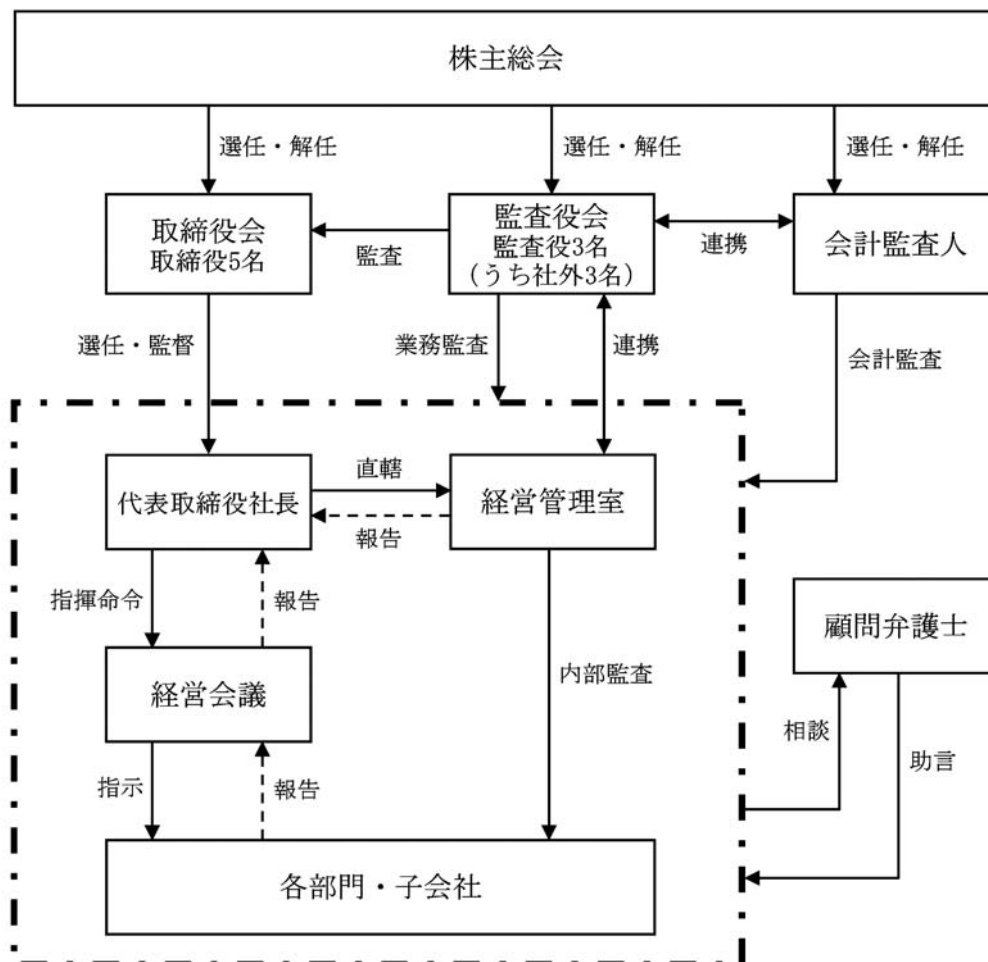 株主総会
選任・解任
選任・解任
選任・解任
取締役会
取締役5名
監査
監査役会
監査役3名
(うち社外3名)
連携
会計監査人
選任・監督
業務監査
連携
会計監査
代表取締役社長
直轄
報告
経営管理室
指揮命令
報告
顧問弁護士
経営会議
内部監査
相談
助言
指示
報告
各部門・子会社